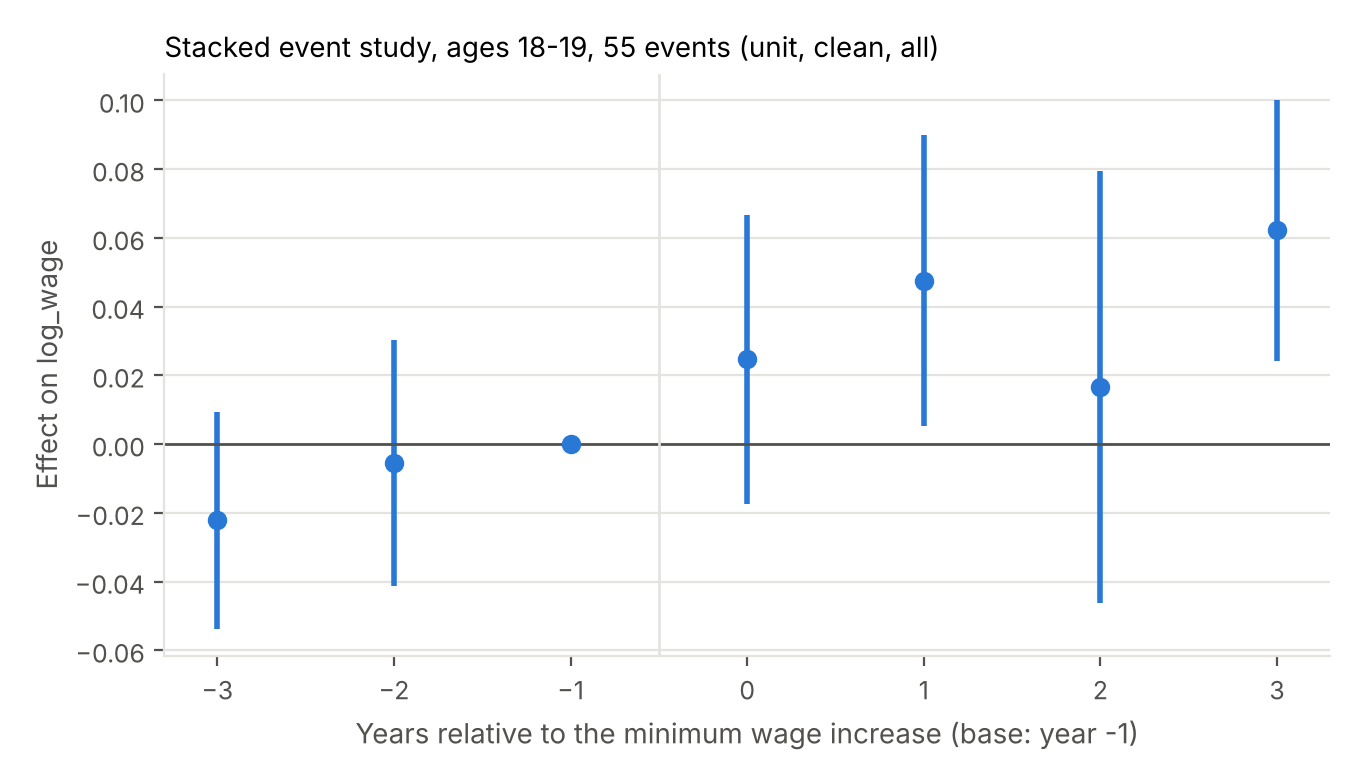 Stacked event study, ages 18-19, 55 events (unit, clean, all)
Effect on log_wage
0.10
0.08
0.06
0.04
0.02
0.00
−0.02
−0.04
−0.06
−3 −2 −1 0 1 2 3
Years relative to the minimum wage increase (base: year -1)